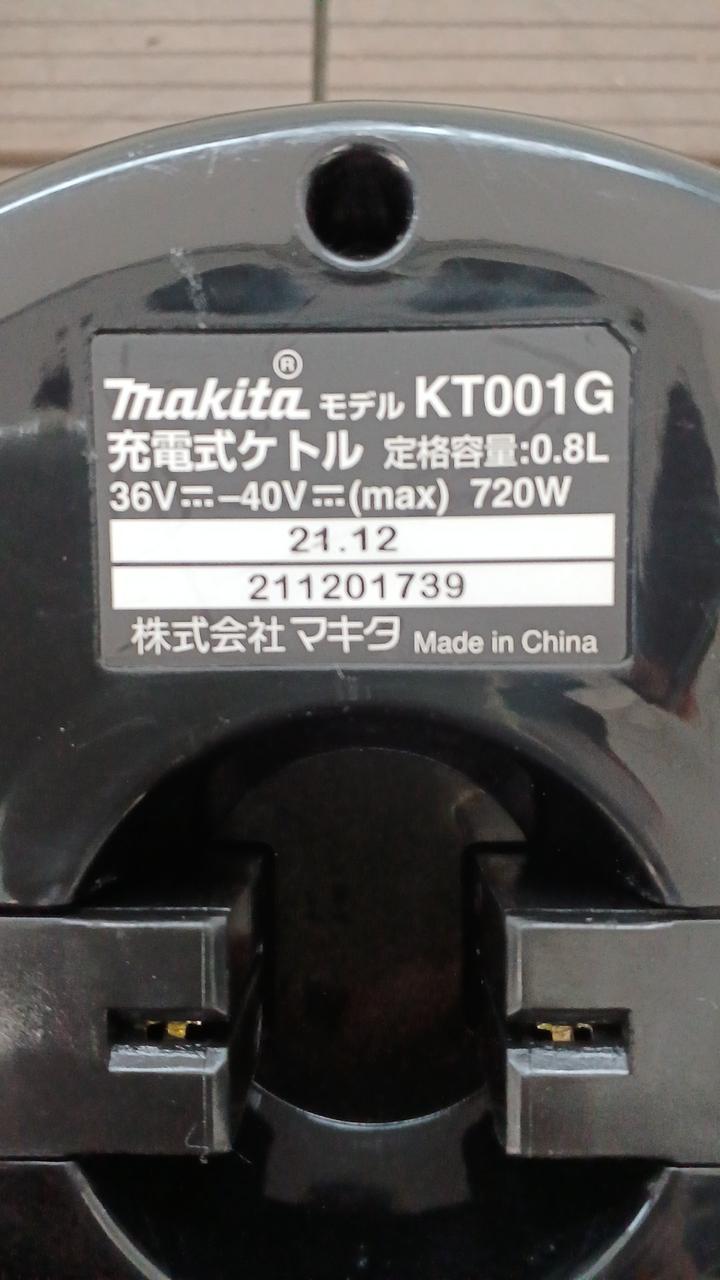 makita® モデル KT001G
充電式ケトル 定格容量:0.8L
36V⎓–40V⎓(max) 720W
21.12
211201739
株式会社マキタ Made in China